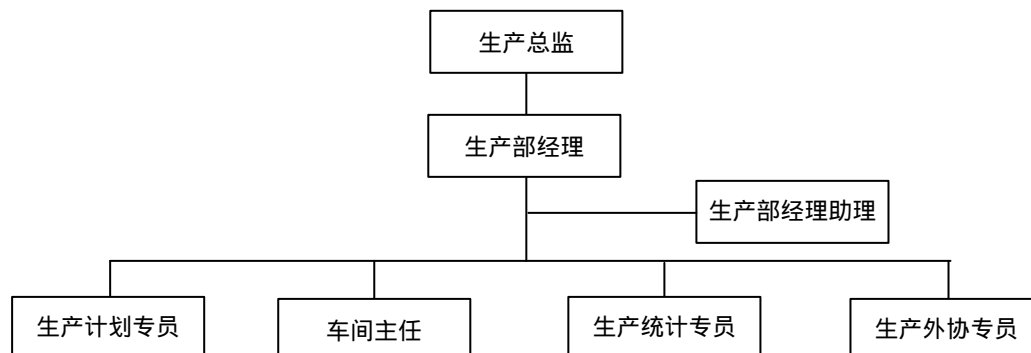 生产总监
生产部经理
生产部经理助理
生产计划专员
车间主任
生产统计专员
生产外协专员